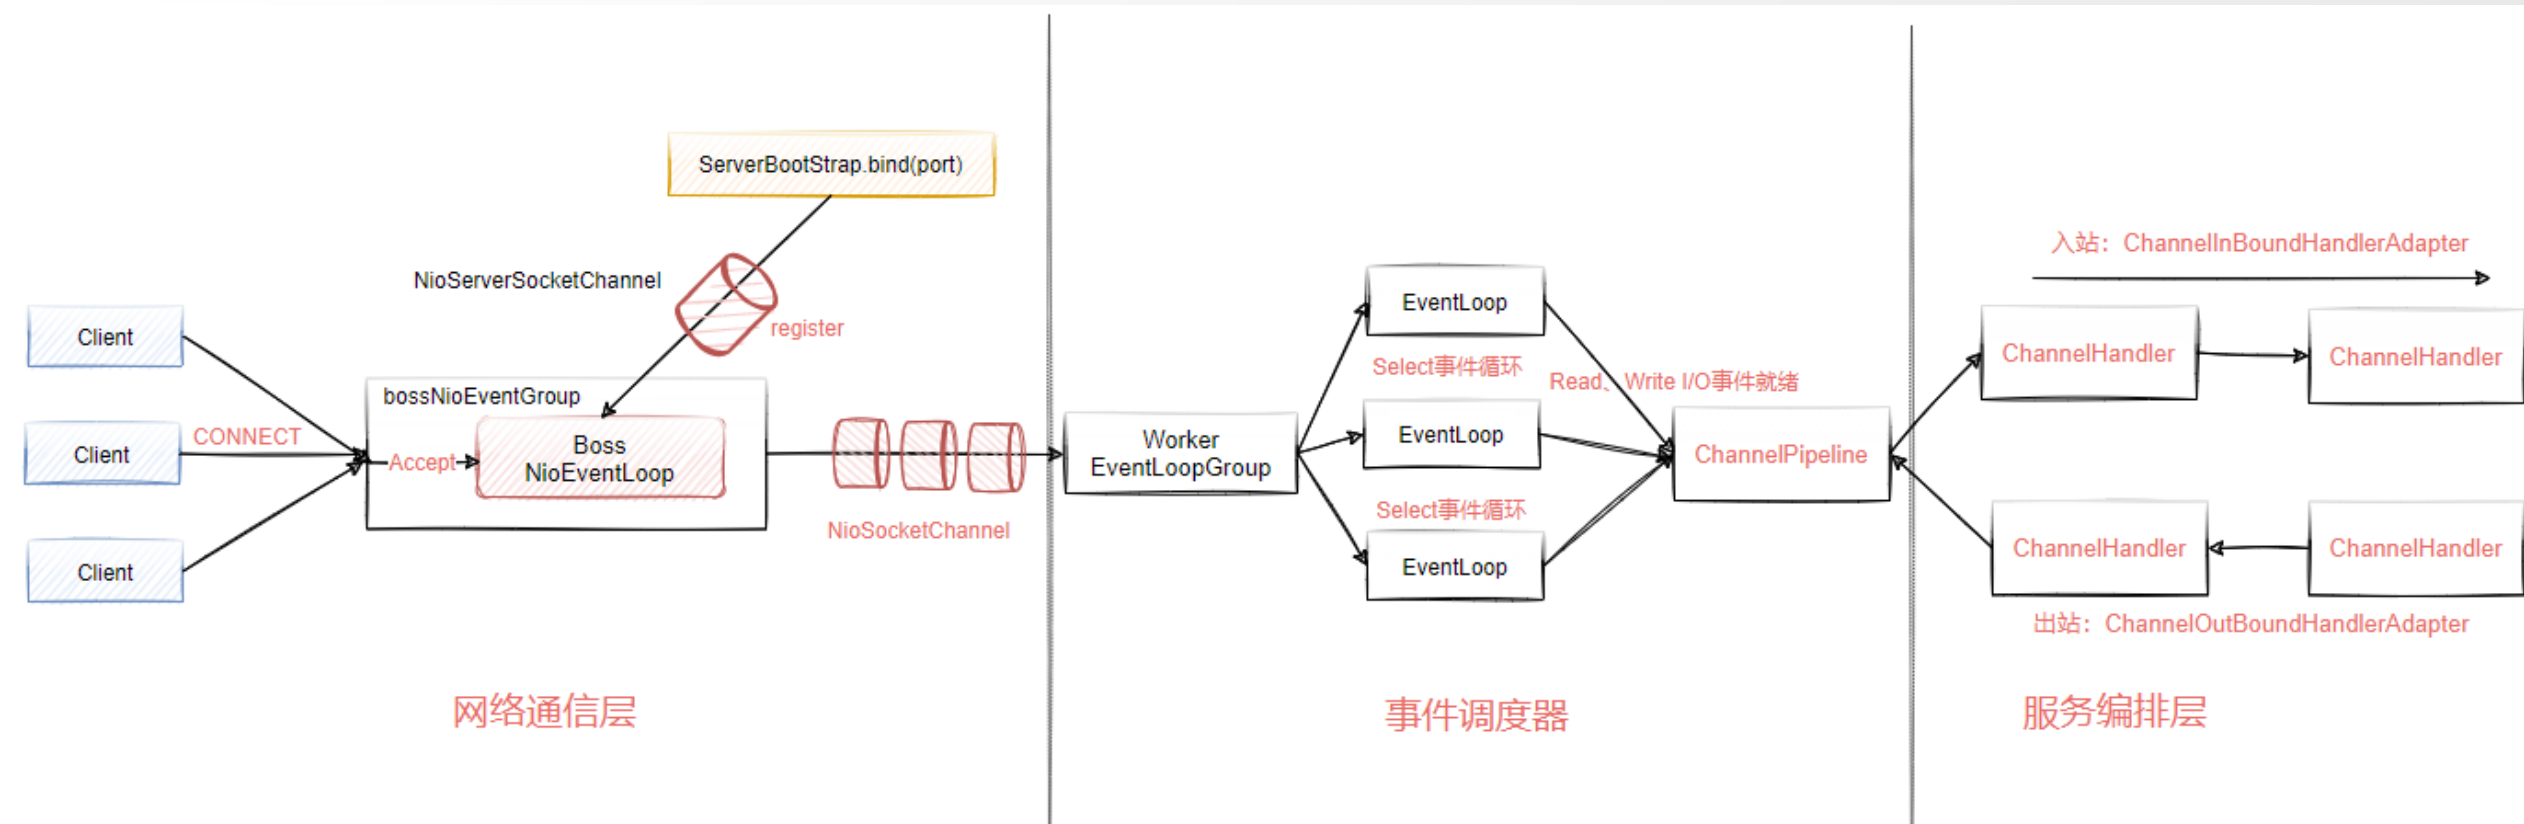 ServerBootStrap.bind(port)
NioServerSocketChannel
register
Client
Client
Client
CONNECT
bossNioEventGroup
Accept
Boss
NioEventLoop
NioSocketChannel
网络通信层
Worker
EventLoopGroup
EventLoop
Select事件循环
EventLoop
Select事件循环
EventLoop
Read、Write I/O事件就绪
ChannelPipeline
事件调度器
入站：ChannelInBoundHandlerAdapter
ChannelHandler
ChannelHandler
ChannelHandler
ChannelHandler
出站：ChannelOutBoundHandlerAdapter
服务编排层